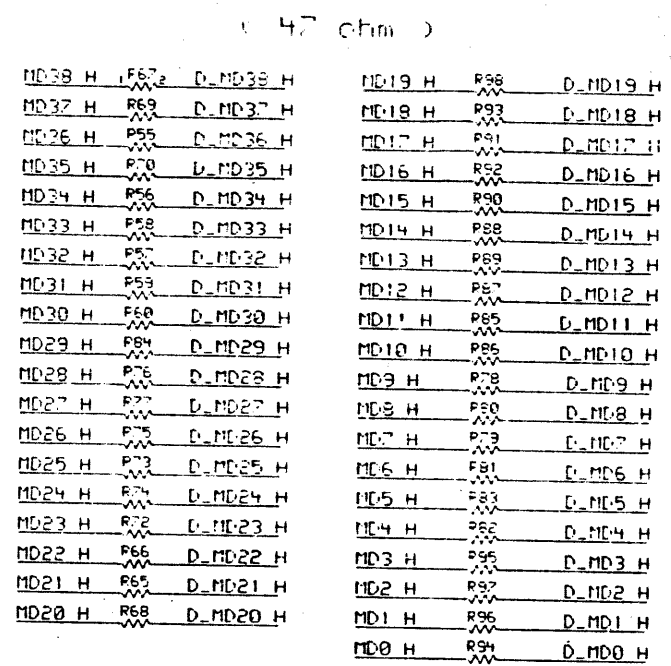 ( 47 ohm )
MD38 H 1 R67 2 D_MD38 H
MD37 H R69 D_MD37 H
MD36 H R55 D_MD36 H
MD35 H R70 D_MD35 H
MD34 H R56 D_MD34 H
MD33 H R58 D_MD33 H
MD32 H R57 D_MD32 H
MD31 H R59 D_MD31 H
MD30 H R60 D_MD30 H
MD29 H R84 D_MD29 H
MD28 H R76 D_MD28 H
MD27 H R77 D_MD27 H
MD26 H R75 D_MD26 H
MD25 H R73 D_MD25 H
MD24 H R74 D_MD24 H
MD23 H R72 D_MD23 H
MD22 H R66 D_MD22 H
MD21 H R65 D_MD21 H
MD20 H R68 D_MD20 H
MD19 H R98 D_MD19 H
MD18 H R93 D_MD18 H
MD17 H R91 D_MD17 H
MD16 H R92 D_MD16 H
MD15 H R90 D_MD15 H
MD14 H R88 D_MD14 H
MD13 H R89 D_MD13 H
MD12 H R87 D_MD12 H
MD11 H R85 D_MD11 H
MD10 H R86 D_MD10 H
MD9 H R78 D_MD9 H
MD8 H R80 D_MD8 H
MD7 H R79 D_MD7 H
MD6 H R81 D_MD6 H
MD5 H R83 D_MD5 H
MD4 H R82 D_MD4 H
MD3 H R95 D_MD3 H
MD2 H R97 D_MD2 H
MD1 H R96 D_MD1 H
MD0 H R94 D_MD0 H